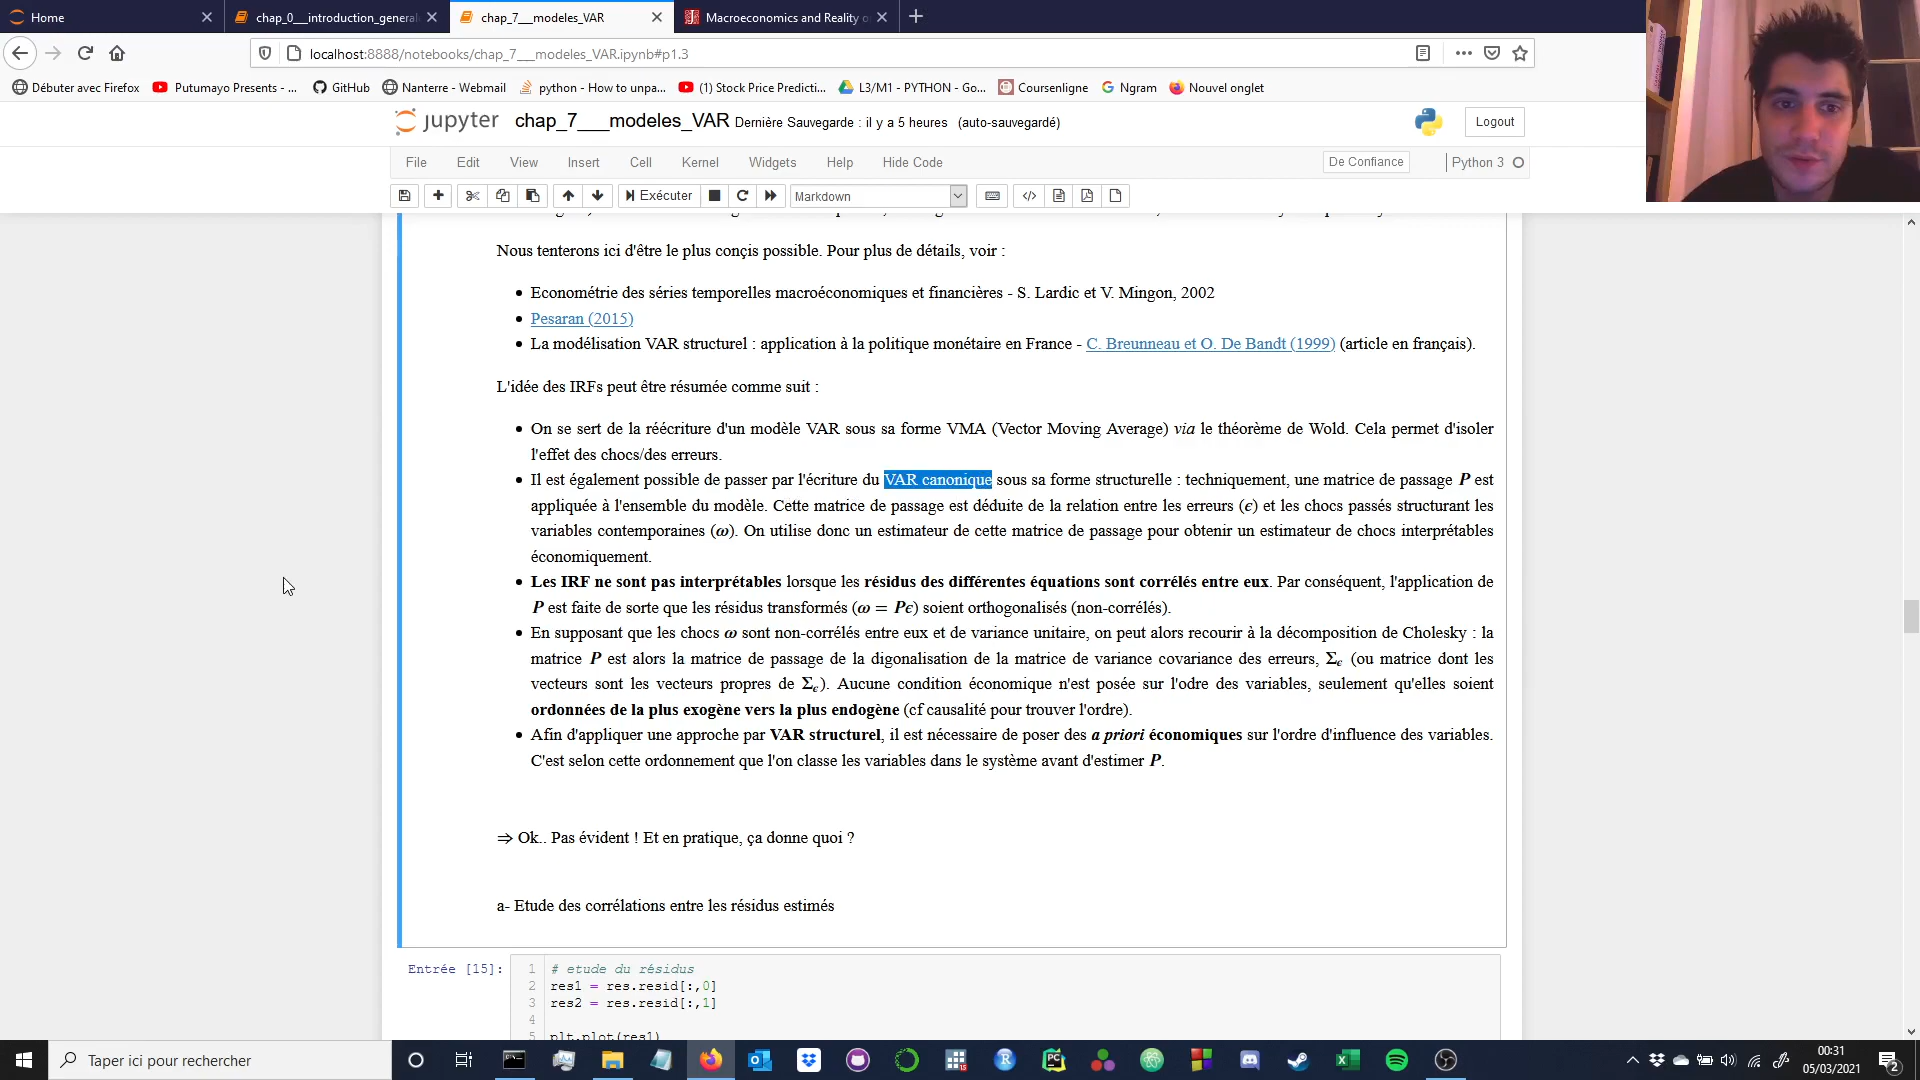 Home
chap_0__introduction_general
chap_7__modeles_VAR
Macroeconomics and Reality o
localhost:8888/notebooks/chap_7__modeles_VAR.ipynb#p1.3
Débuter avec Firefox
Putumayo Presents - ...
GitHub
Nanterre - Webmail
python - How to unpa...
(1) Stock Price Predicti...
L3/M1 - PYTHON - Go...
Coursenligne
Ngram
Nouvel onglet
jupyter chap_7___modeles_VAR Dernière Sauvegarde : il y a 5 heures (auto-sauvegardé)
Logout
File Edit View Insert Cell Kernel Widgets Help Hide Code
De Confiance
Python 3
Exécuter
Markdown
Nous tenterons ici d'être le plus conçis possible. Pour plus de détails, voir :
• Econométrie des séries temporelles macroéconomiques et financières - S. Lardic et V. Mingon, 2002
• Pesaran (2015)
• La modélisation VAR structurel : application à la politique monétaire en France - C. Breunneau et O. De Bandt (1999) (article en français).
L'idée des IRFs peut être résumée comme suit :
• On se sert de la réécriture d'un modèle VAR sous sa forme VMA (Vector Moving Average) via le théorème de Wold. Cela permet d'isoler
l'effet des chocs/des erreurs.
• Il est également possible de passer par l'écriture du VAR canonique sous sa forme structurelle : techniquement, une matrice de passage P est
appliquée à l'ensemble du modèle. Cette matrice de passage est déduite de la relation entre les erreurs (ϵ) et les chocs passés structurant les
variables contemporaines (ω). On utilise donc un estimateur de cette matrice de passage pour obtenir un estimateur de chocs interprétables
économiquement.
• Les IRF ne sont pas interprétables lorsque les résidus des différentes équations sont corrélés entre eux. Par conséquent, l'application de
P est faite de sorte que les résidus transformés (ω = Pϵ) soient orthogonalisés (non-corrélés).
• En supposant que les chocs ω sont non-corrélés entre eux et de variance unitaire, on peut alors recourir à la décomposition de Cholesky : la
matrice P est alors la matrice de passage de la digonalisation de la matrice de variance covariance des erreurs, Σϵ (ou matrice dont les
vecteurs sont les vecteurs propres de Σϵ). Aucune condition économique n'est posée sur l'odre des variables, seulement qu'elles soient
ordonnées de la plus exogène vers la plus endogène (cf causalité pour trouver l'ordre).
• Afin d'appliquer une approche par VAR structurel, il est nécessaire de poser des a priori économiques sur l'ordre d'influence des variables.
C'est selon cette ordonnement que l'on classe les variables dans le système avant d'estimer P.
⇒ Ok.. Pas évident ! Et en pratique, ça donne quoi ?
a- Etude des corrélations entre les résidus estimés
Entrée [15]:
1 # etude du résidus
2 res1 = res.resid[:,0]
3 res2 = res.resid[:,1]
4
5 plt.plot(res1)
Taper ici pour rechercher
00:31
05/03/2021
2